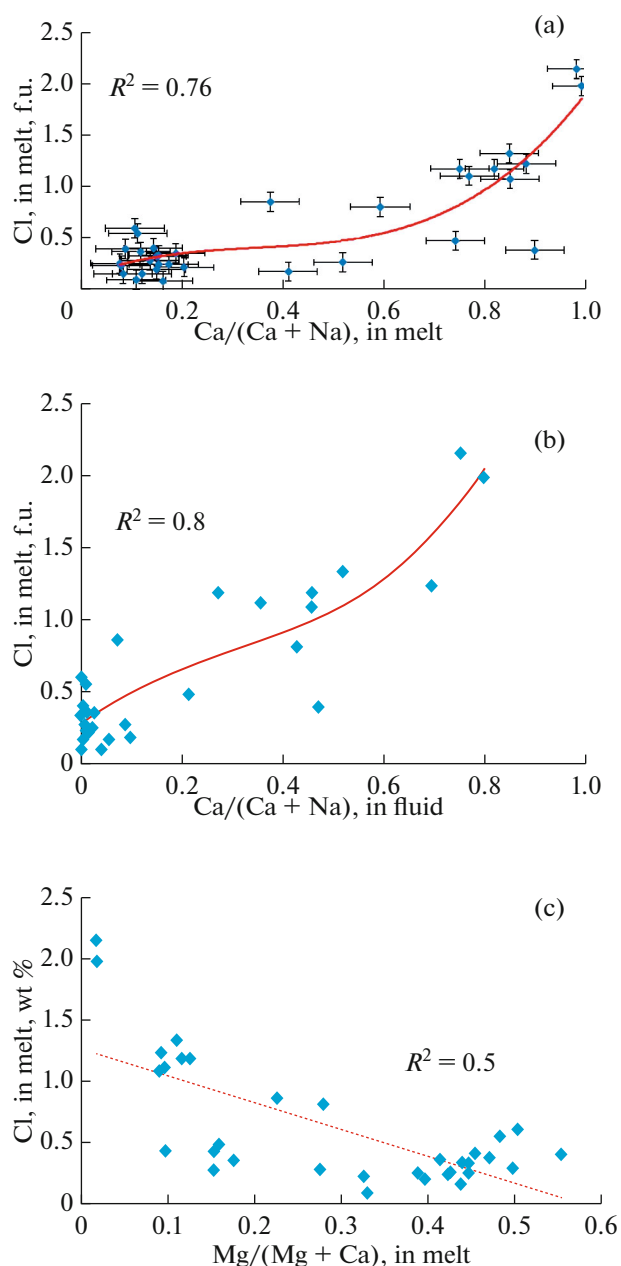 (a)
R² = 0.76
Cl, in melt, f.u.
2.5
2.0
1.5
1.0
0.5
0
0.2
0.4
0.6
0.8
1.0
Ca/(Ca + Na), in melt
(b)
R² = 0.8
Cl, in melt, f.u.
2.5
2.0
1.5
1.0
0.5
0
0
0.2
0.4
0.6
0.8
1.0
Ca/(Ca + Na), in fluid
(c)
R² = 0.5
Cl, in melt, wt %
2.5
2.0
1.0
0.5
0
0
0.1
0.2
0.3
0.4
0.5
0.6
Mg/(Mg + Ca), in melt